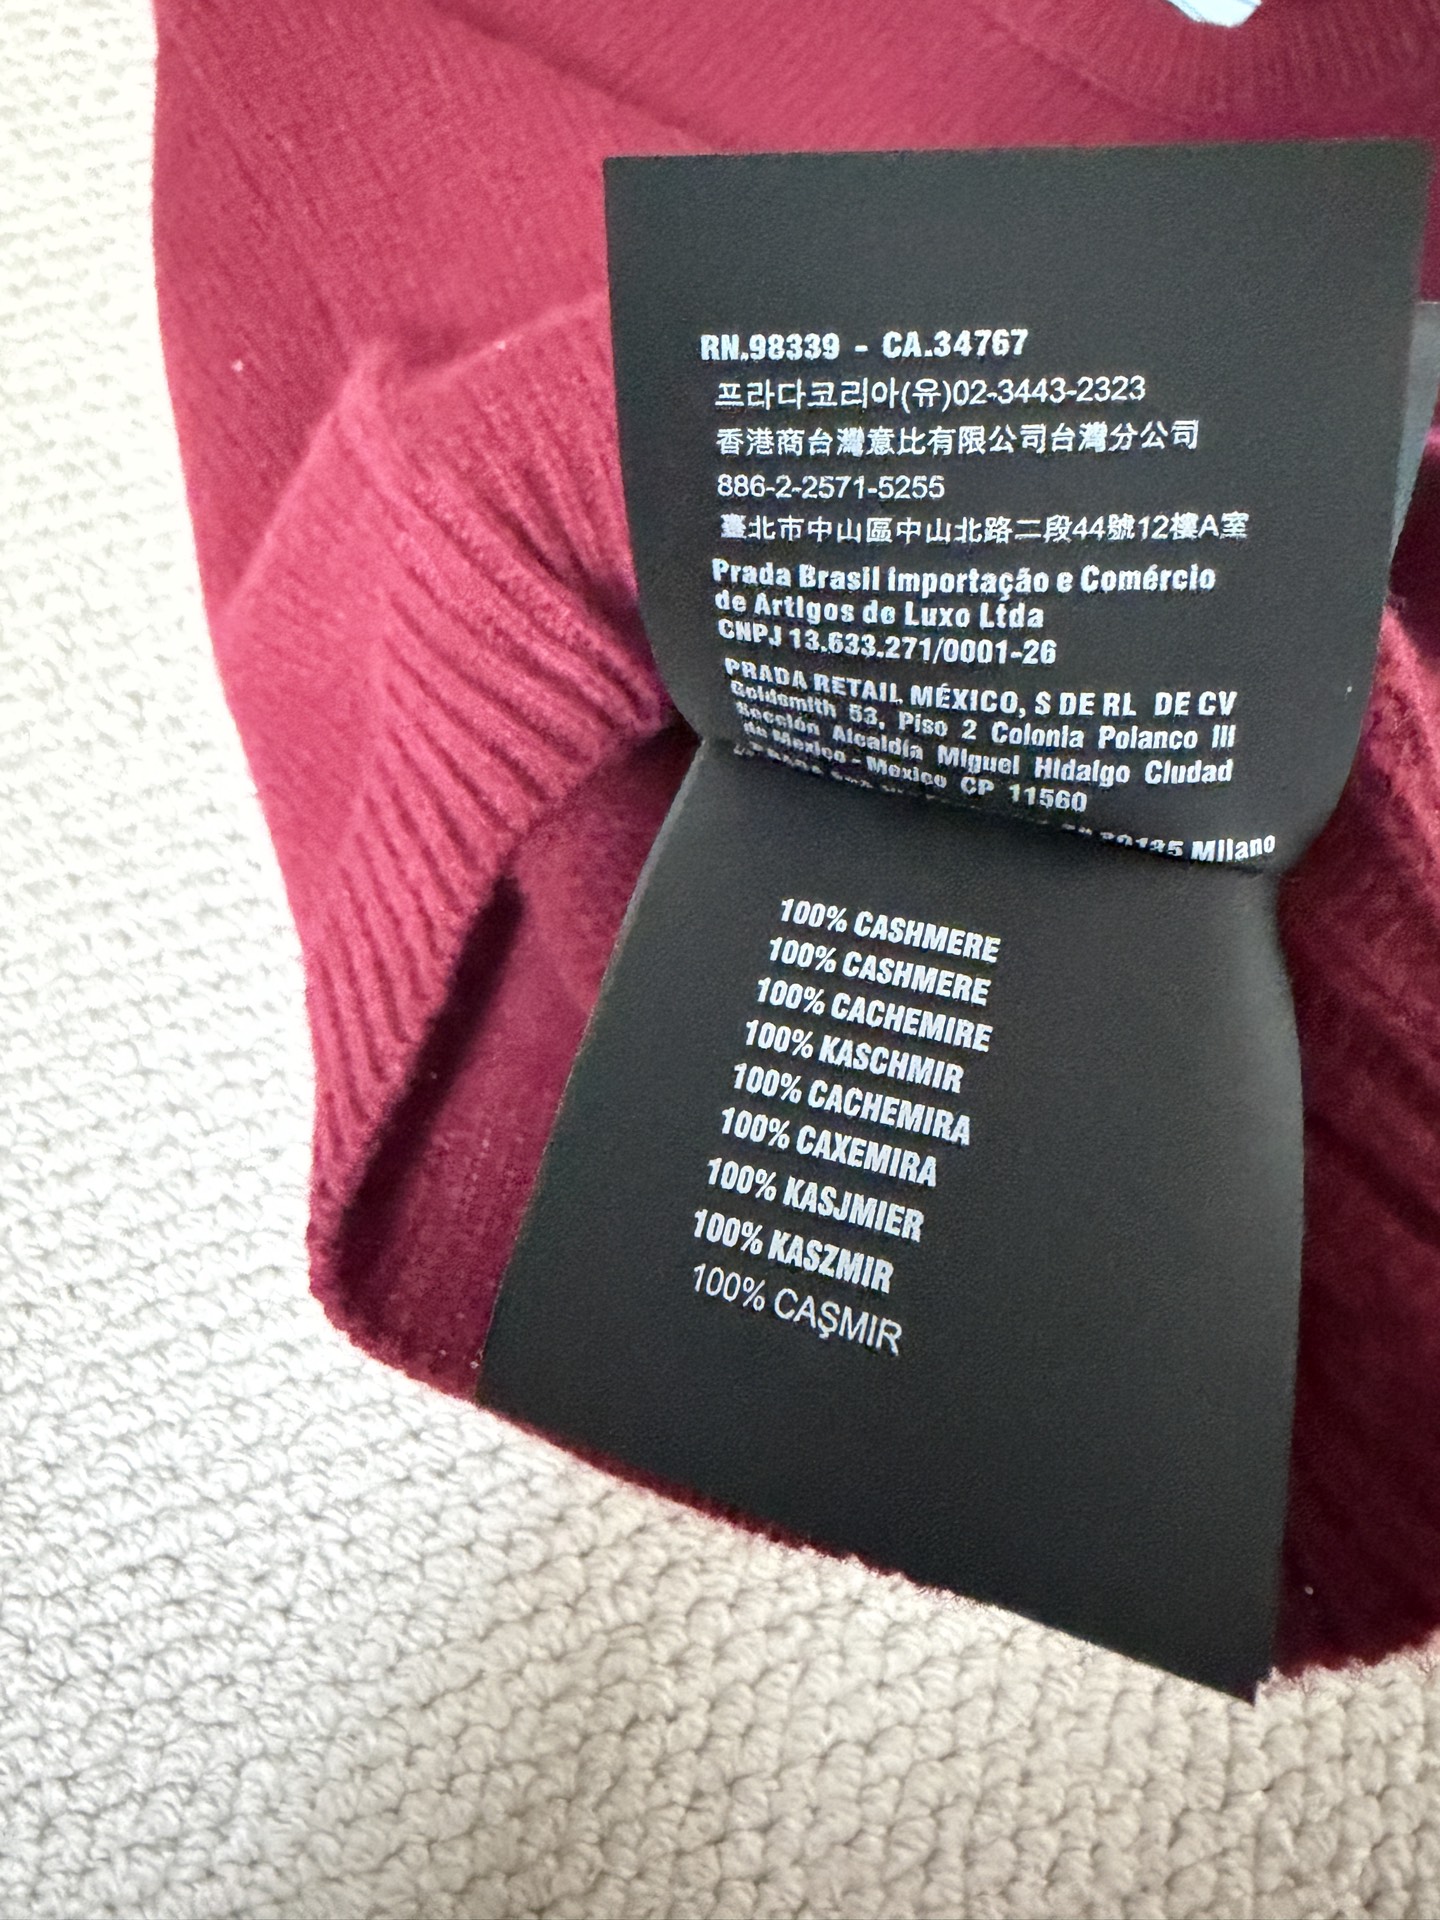 RN.98339 - CA.34767
프라다코리아(유)02-3443-2323
香港商台灣意比有限公司台灣分公司
886-2-2571-5255
臺北市中山區中山北路二段44號12樓A室
Prada Brasil Importação e Comércio
de Artigos de Luxo Ltda
CNPJ 13.633.271/0001-26
PRADA RETAIL MÉXICO, S DE RL DE CV
Goldsmith 53, Piso 2 Colonia Polanco III
Sección Alcaldía Miguel Hidalgo Ciudad
de Mexico - Mexico CP 11560
20135 Milano
100% CASHMERE
100% CASHMERE
100% CACHEMIRE
100% KASCHMIR
100% CACHEMIRA
100% CAXEMIRA
100% KASJMIER
100% KASZMIR
100% CAŞMIR